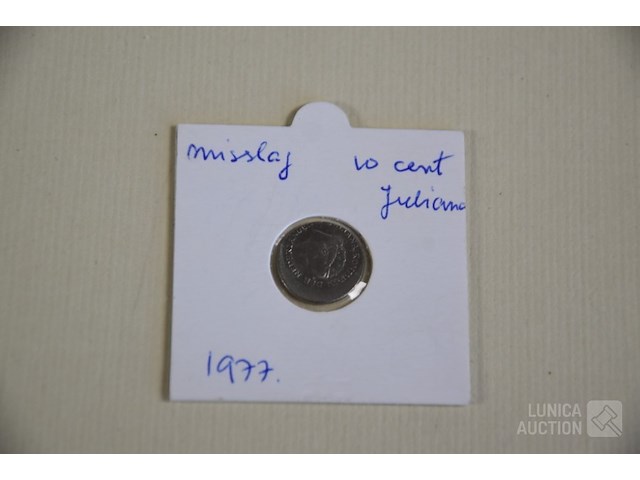 misslag 10 cent
Juliana
1977.
LUNICA
AUCTION